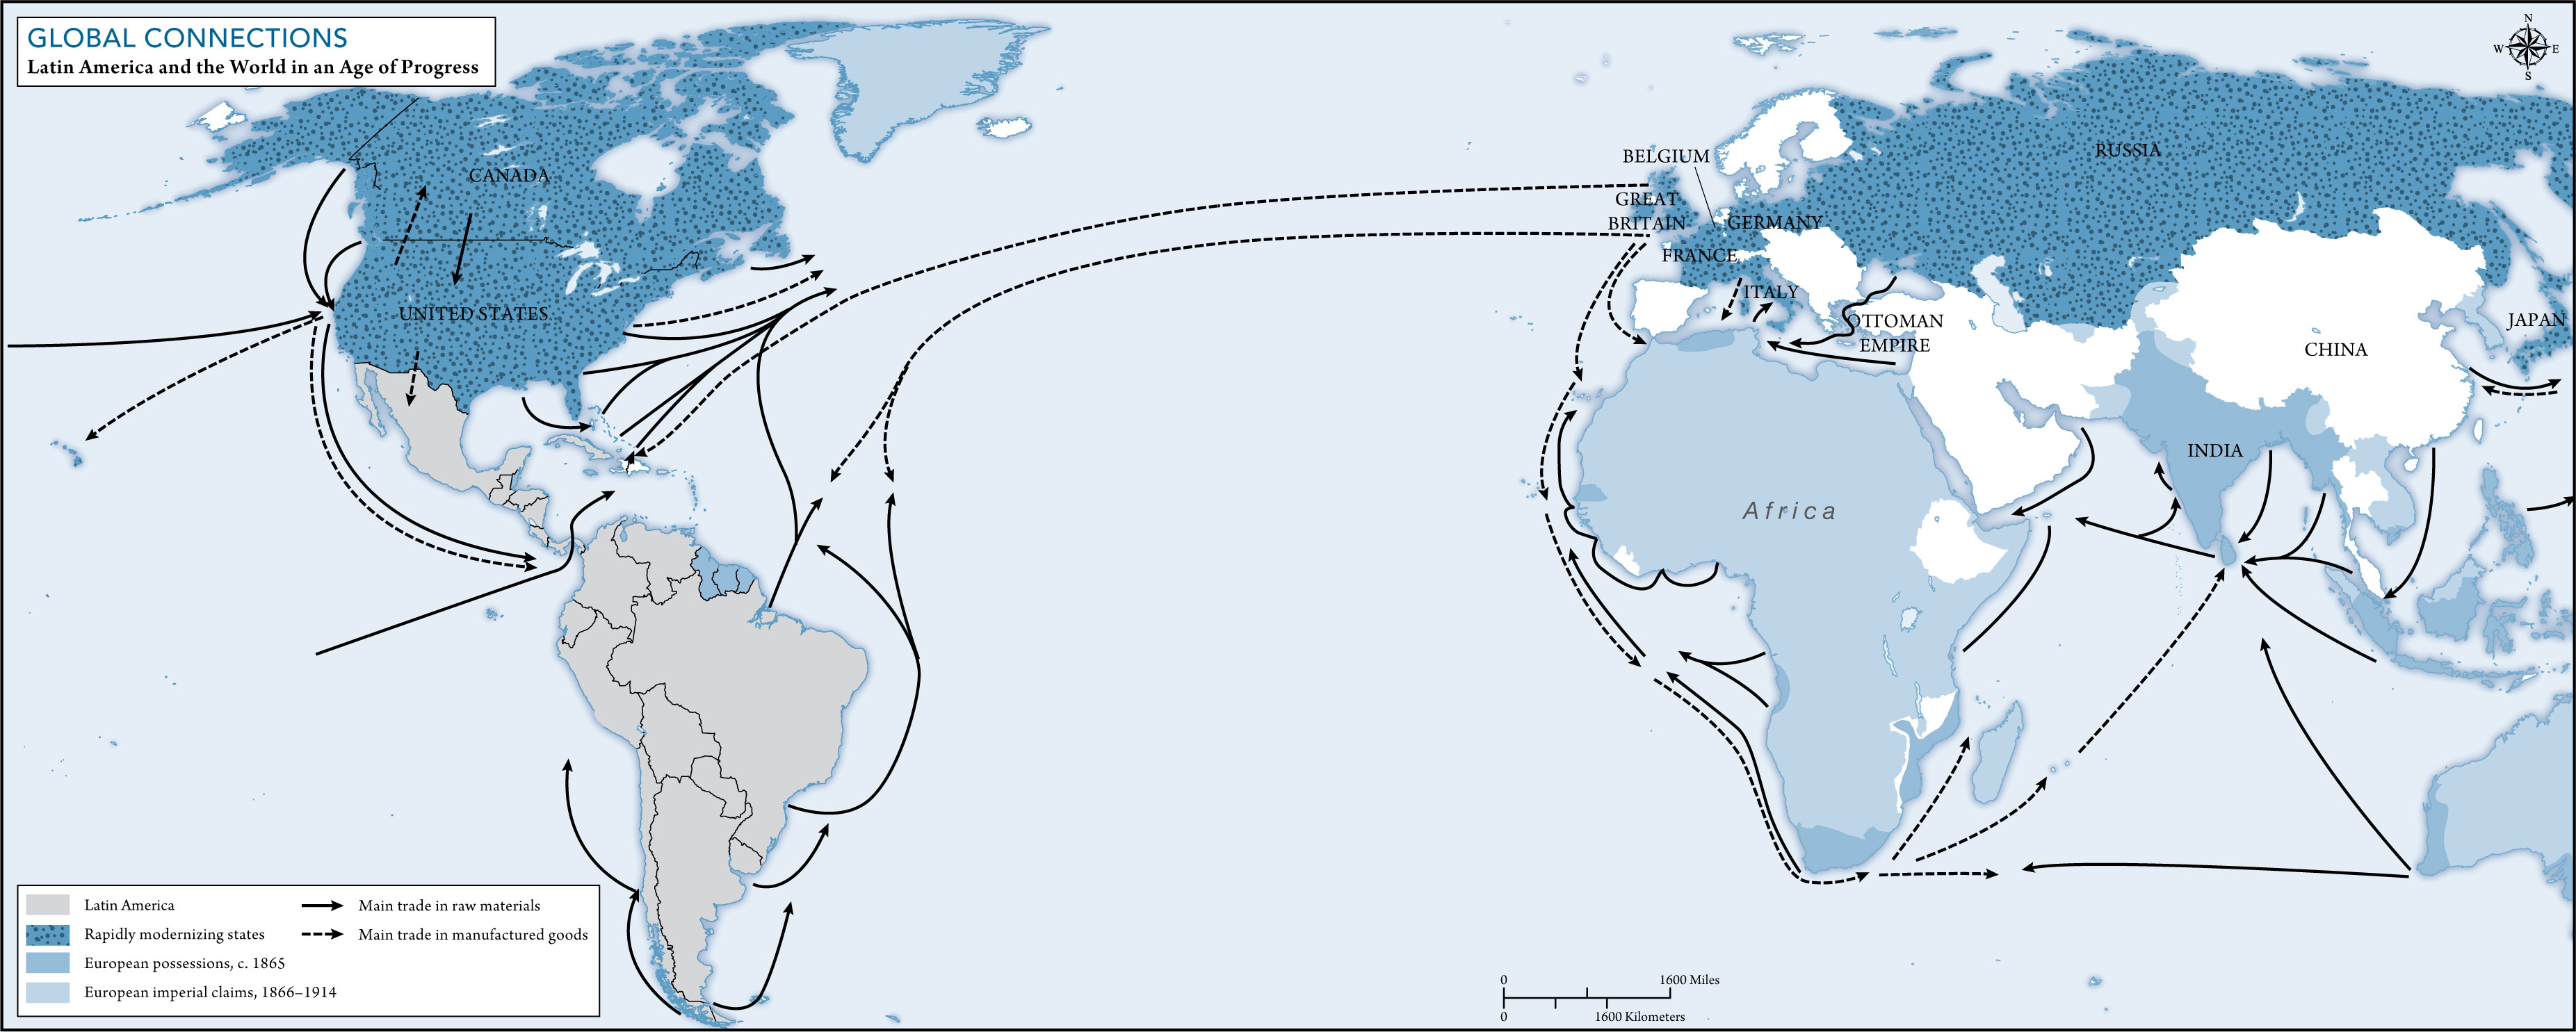 GLOBAL CONNECTIONS
Latin America and the World in an Age of Progress
N
W E
S
CANADA
UNITED STATES
BELGIUM
GREAT
BRITAIN
GERMANY
FRANCE
ITALY
RUSSIA
OTTOMAN
EMPIRE
CHINA
JAPAN
INDIA
Africa
Latin America
Rapidly modernizing states
European possessions, c. 1865
European imperial claims, 1866–1914
Main trade in raw materials
Main trade in manufactured goods
0 1600 Miles
0 1600 Kilometers